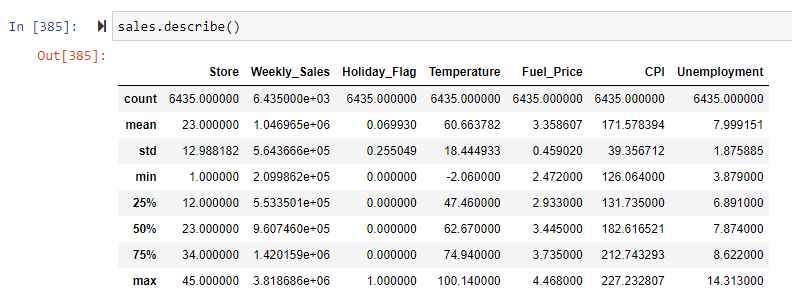 In [385]: sales.describe()
Out[385]:
Store Weekly_Sales Holiday_Flag Temperature Fuel_Price CPI Unemployment
count 6435.000000 6.435000e+03 6435.000000 6435.000000 6435.000000 6435.000000 6435.000000
mean 23.000000 1.046965e+06 0.069930 60.663782 3.358607 171.578394 7.999151
std 12.988182 5.643666e+05 0.255049 18.444933 0.459020 39.356712 1.875885
min 1.000000 2.099862e+05 0.000000 -2.060000 2.472000 126.064000 3.879000
25% 12.000000 5.533501e+05 0.000000 47.460000 2.933000 131.735000 6.891000
50% 23.000000 9.607460e+05 0.000000 62.670000 3.445000 182.616521 7.874000
75% 34.000000 1.420159e+06 0.000000 74.940000 3.735000 212.743293 8.622000
max 45.000000 3.818686e+06 1.000000 100.140000 4.468000 227.232807 14.313000